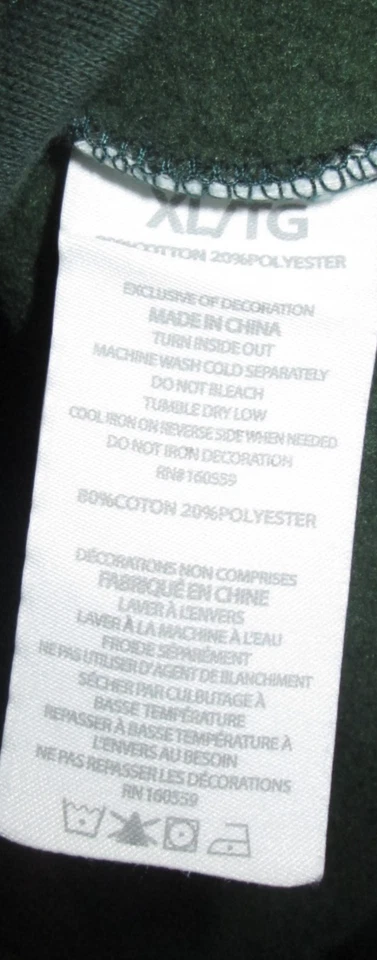 XL/TG
80%COTTON 20%POLYESTER
EXCLUSIVE OF DECORATION
MADE IN CHINA
TURN INSIDE OUT
MACHINE WASH COLD SEPARATELY
DO NOT BLEACH
TUMBLE DRY LOW
COOL IRON ON REVERSE SIDE WHEN NEEDED
DO NOT IRON DECORATION
RN# 160559
80%COTON 20%POLYESTER
DÉCORATIONS NON COMPRISES
FABRIQUÉ EN CHINE
LAVER À L'ENVERS
LAVER À LA MACHINE À L'EAU
FROIDE SÉPARÉMENT
NE PAS UTILISER D'AGENT DE BLANCHIMENT
SÉCHER PAR CULBUTAGE À
BASSE TEMPÉRATURE
REPASSER À BASSE TEMPÉRATURE À
L'ENVERS AU BESOIN
NE PAS REPASSER LES DÉCORATIONS
RN 160559